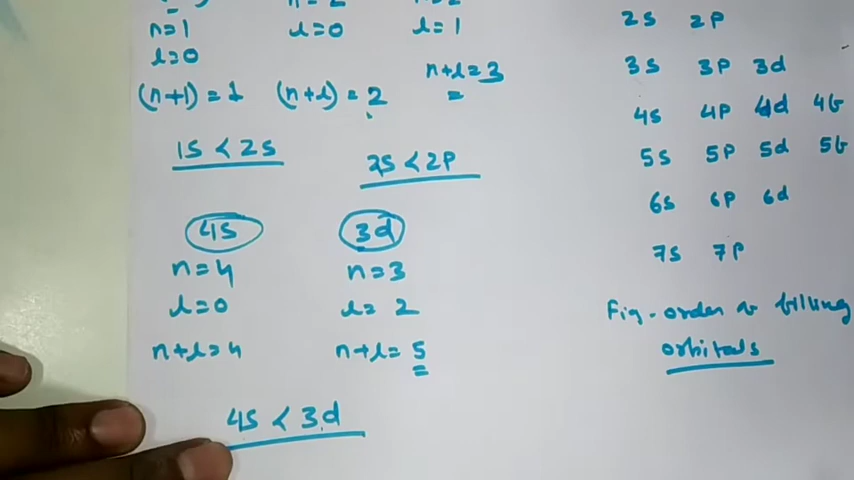 n=1 l=0 l=1
l=0
(n+l)=1 (n+l)=2 n+l=3
1S < 2S
2S < 2P
4S 3d
n=4 n=3
l=0 l=2
n+l=4 n+l=5
4S < 3d
2S 2P
3S 3P 3d
4S 4P 4d 4f
5S 5P 5d 5f
6S 6P 6d
7S 7P
Fig-order of filling
orbitals